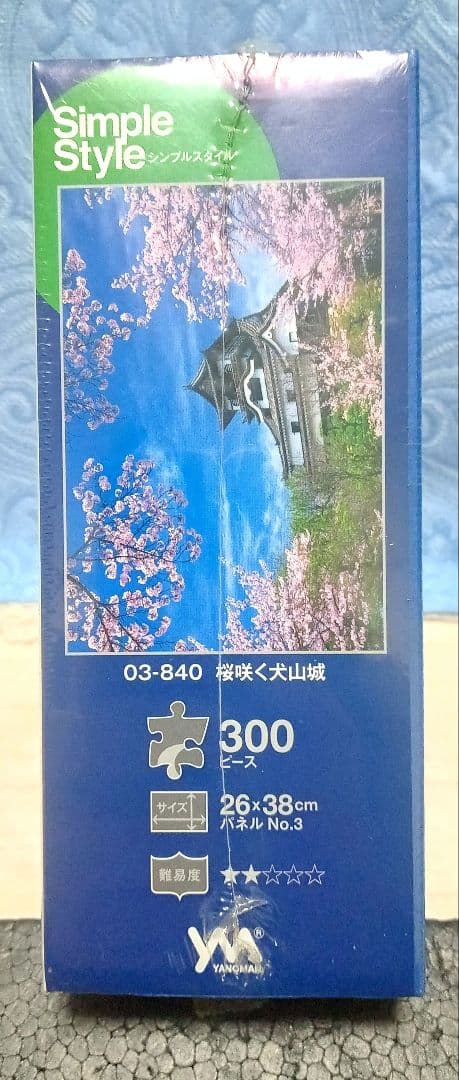 Simple
Style シンプルスタイル
03-840 桜咲く犬山城
300
ピース
サイズ
26×38cm
パネル No.3
難易度 ★★☆☆☆
YM®
YANOMAN